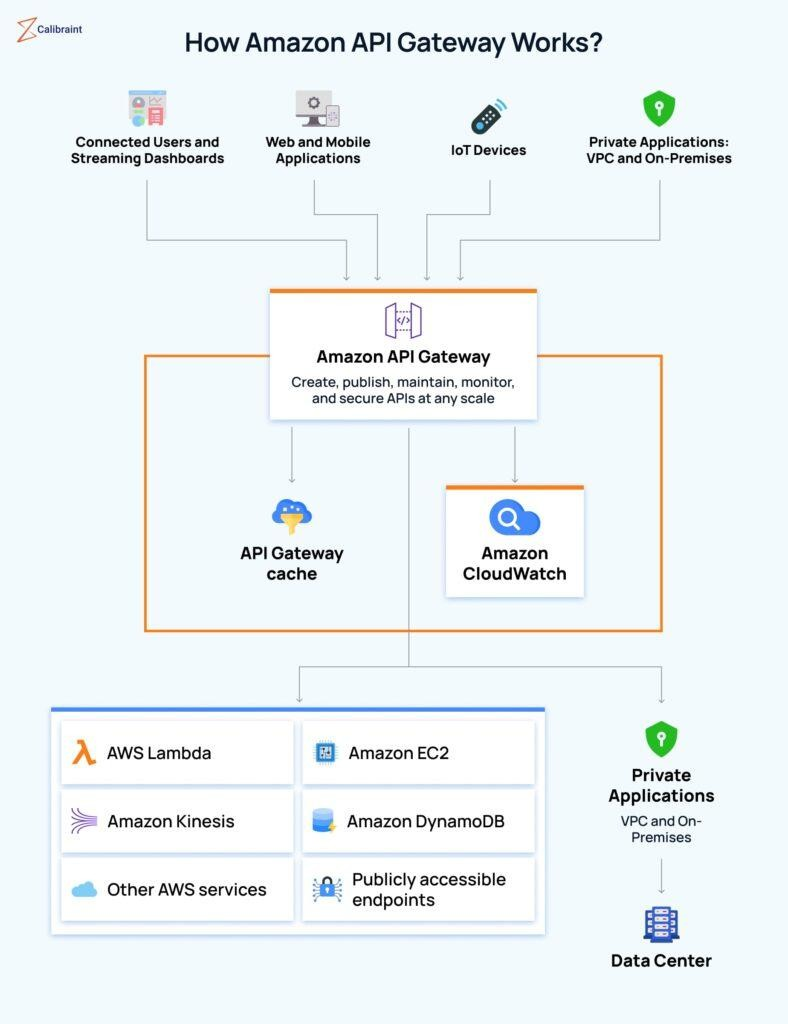 Calibraint
How Amazon API Gateway Works?
Connected Users and
Streaming Dashboards
Web and Mobile
Applications
IoT Devices
Private Applications:
VPC and On-Premises
</>
Amazon API Gateway
Create, publish, maintain, monitor,
and secure APIs at any scale
API Gateway
cache
Amazon
CloudWatch
AWS Lambda
Amazon EC2
Amazon Kinesis
Amazon DynamoDB
Other AWS services
Publicly accessible
endpoints
Private
Applications
VPC and On-
Premises
Data Center